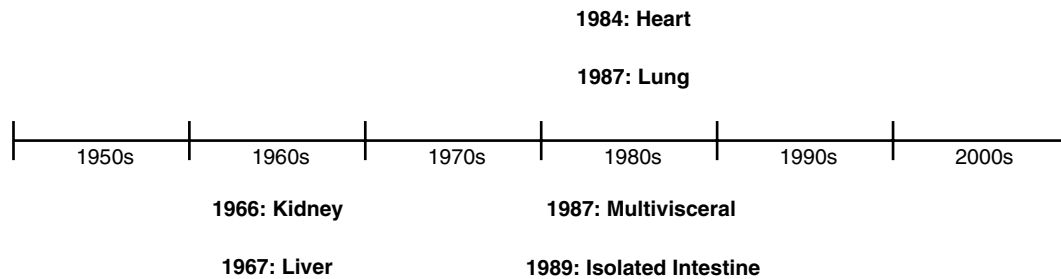 1984: Heart
1987: Lung
1950s 1960s 1970s 1980s 1990s 2000s
1966: Kidney 1987: Multivisceral
1967: Liver 1989: Isolated Intestine